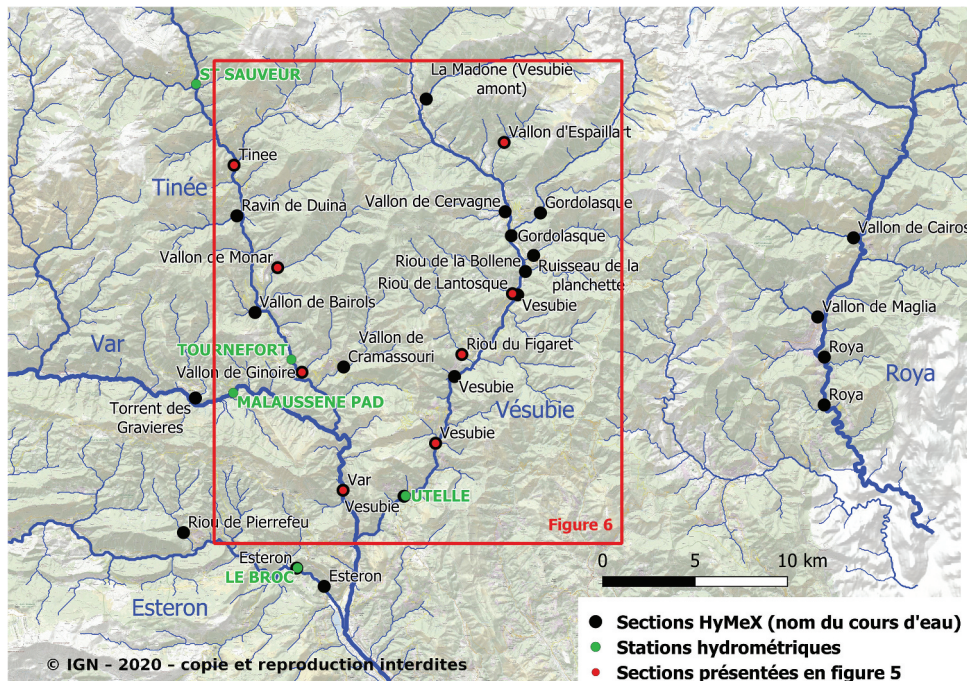 La Madone (Vesubie
amont)
ST SAUVEUR
Vallon d'Espaillart
Tinee
Tinée
Vallon de Cervagne
Gordolasque
Ravin de Duina
Gordolasque
Vallon de Cairos
Vallon de Monar
Riou de la Bollene
Ruisseau de la
planchette
Riou de Lantosque
Vesubie
Vallon de Bairols
Vallon de Maglia
Var
Vallon de
Cramassouri
Riou du Figaret
TOURNEFORT
Roya
Vallon de Ginoire
Vesubie
Roya
MALAUSSENE PAD
Vésubie
Torrent des
Gravieres
Roya
Vesubie
Var
Vesubie
UTELLE
Riou de Pierrefeu
Figure 6
Esteron
LE BROC
Esteron
Esteron
0 5 10 km
Sections HyMeX (nom du cours d'eau)
Stations hydrométriques
Sections présentées en figure 5
© IGN – 2020 – copie et reproduction interdites